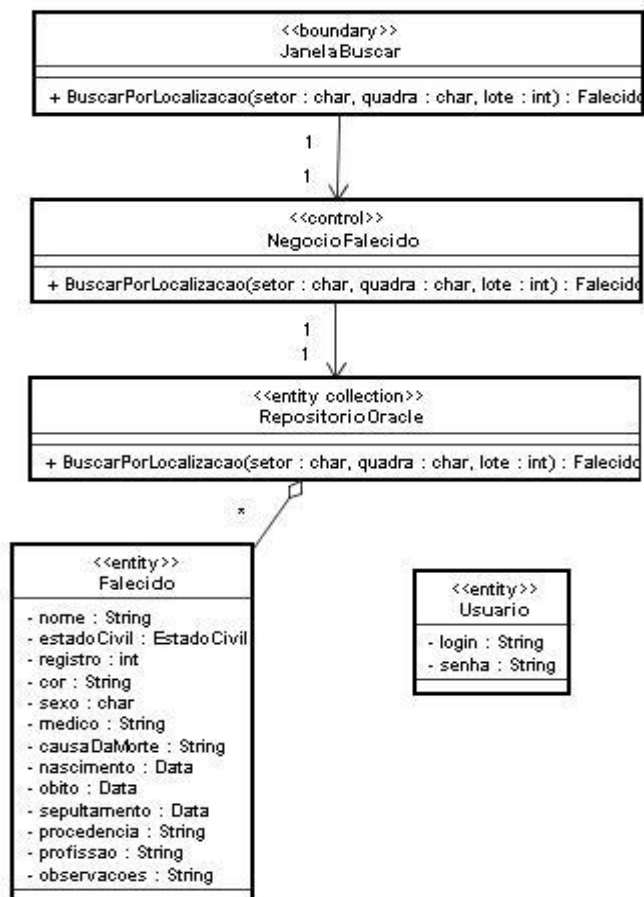 <<boundary>>
JanelaBuscar
+ BuscarPorLocalizacao(setor : char, quadra : char, lote : int) : Falecido
1
1
<<control>>
NegocioFalecido
+ BuscarPorLocalizacao(setor : char, quadra : char, lote : int) : Falecido
1
1
<<entity collection>>
RepositorioOracle
+ BuscarPorLocalizacao(setor : char, quadra : char, lote : int) : Falecido
*
<<entity>>
Falecido
- nome : String
- estadoCivil : EstadoCivil
- registro : int
- cor : String
- sexo : char
- medico : String
- causaDaMorte : String
- nascimento : Data
- obito : Data
- sepultamento : Data
- procedencia : String
- profissao : String
- observacoes : String
<<entity>>
Usuario
- login : String
- senha : String